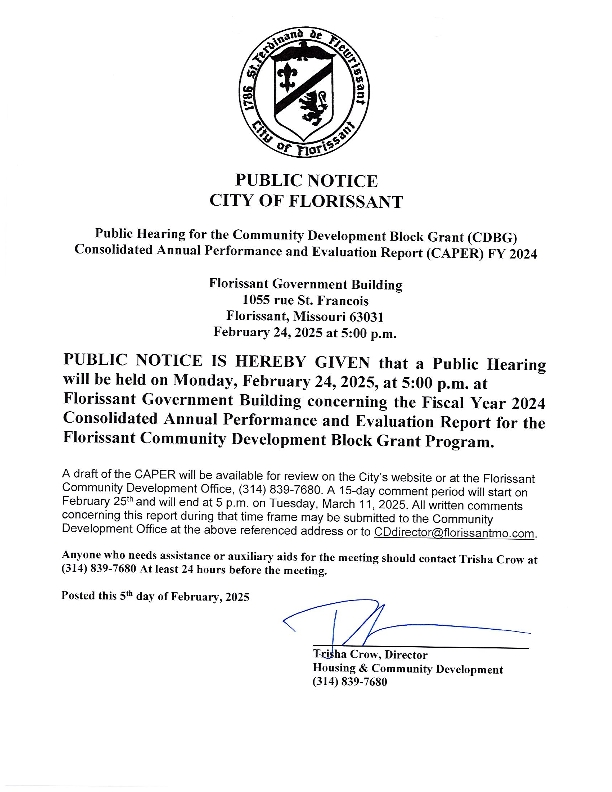 1786 St. Ferdinand de Fleurissant
City of Florissant
PUBLIC NOTICE
CITY OF FLORISSANT
Public Hearing for the Community Development Block Grant (CDBG)
Consolidated Annual Performance and Evaluation Report (CAPER) FY 2024
Florissant Government Building
1055 rue St. Francois
Florissant, Missouri 63031
February 24, 2025 at 5:00 p.m.
PUBLIC NOTICE IS HEREBY GIVEN that a Public Hearing
will be held on Monday, February 24, 2025, at 5:00 p.m. at
Florissant Government Building concerning the Fiscal Year 2024
Consolidated Annual Performance and Evaluation Report for the
Florissant Community Development Block Grant Program.
A draft of the CAPER will be available for review on the City's website or at the Florissant
Community Development Office, (314) 839-7680. A 15-day comment period will start on
February 25th and will end at 5 p.m. on Tuesday, March 11, 2025. All written comments
concerning this report during that time frame may be submitted to the Community
Development Office at the above referenced address or to CDdirector@florissantmo.com.
Anyone who needs assistance or auxiliary aids for the meeting should contact Trisha Crow at
(314) 839-7680 At least 24 hours before the meeting.
Posted this 5th day of February, 2025
Trisha Crow, Director
Housing & Community Development
(314) 839-7680